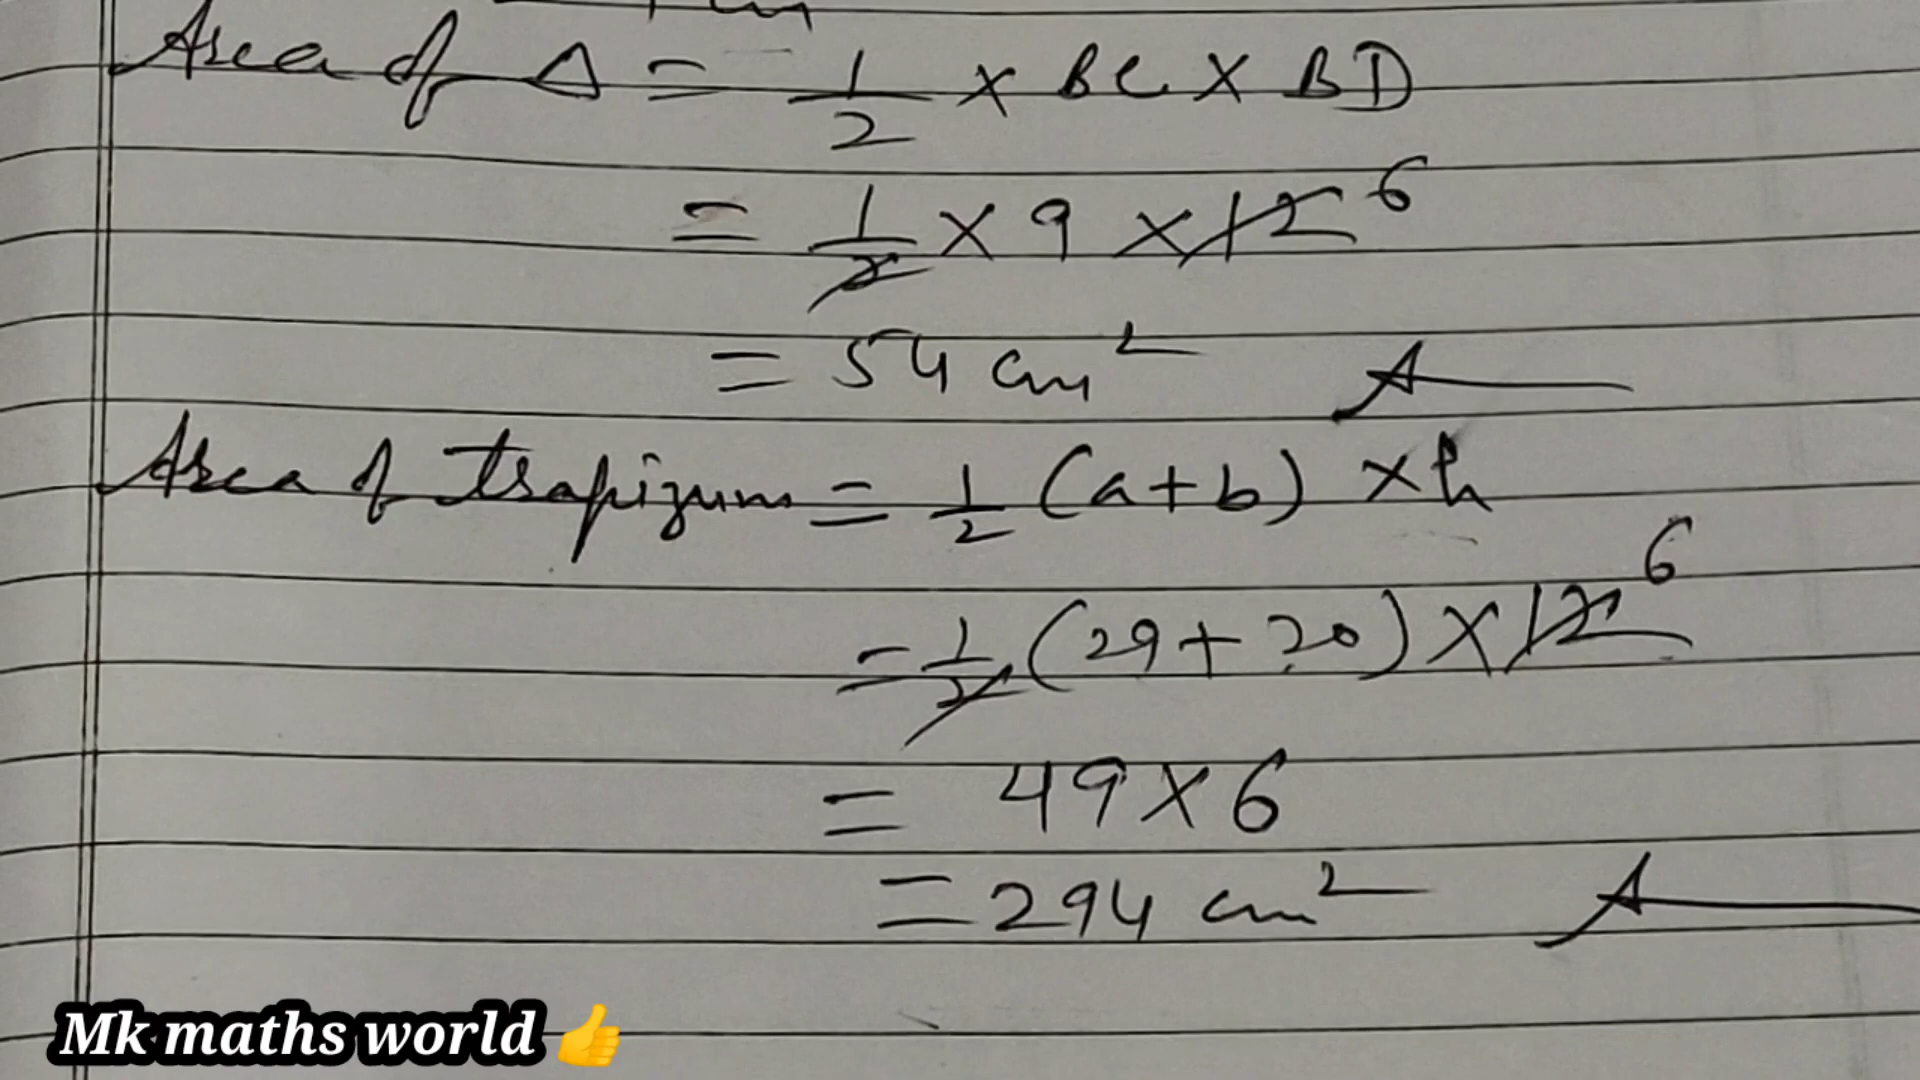 Area of Δ = 1/2 × BC × BD
= 1/2 × 9 × 12 6
= 54 cm² A
Area of trapizum = 1/2 (a+b) × h
= 1/2 (29+20) × 12 6
= 49 × 6
= 294 cm² A
Mk maths world 👍